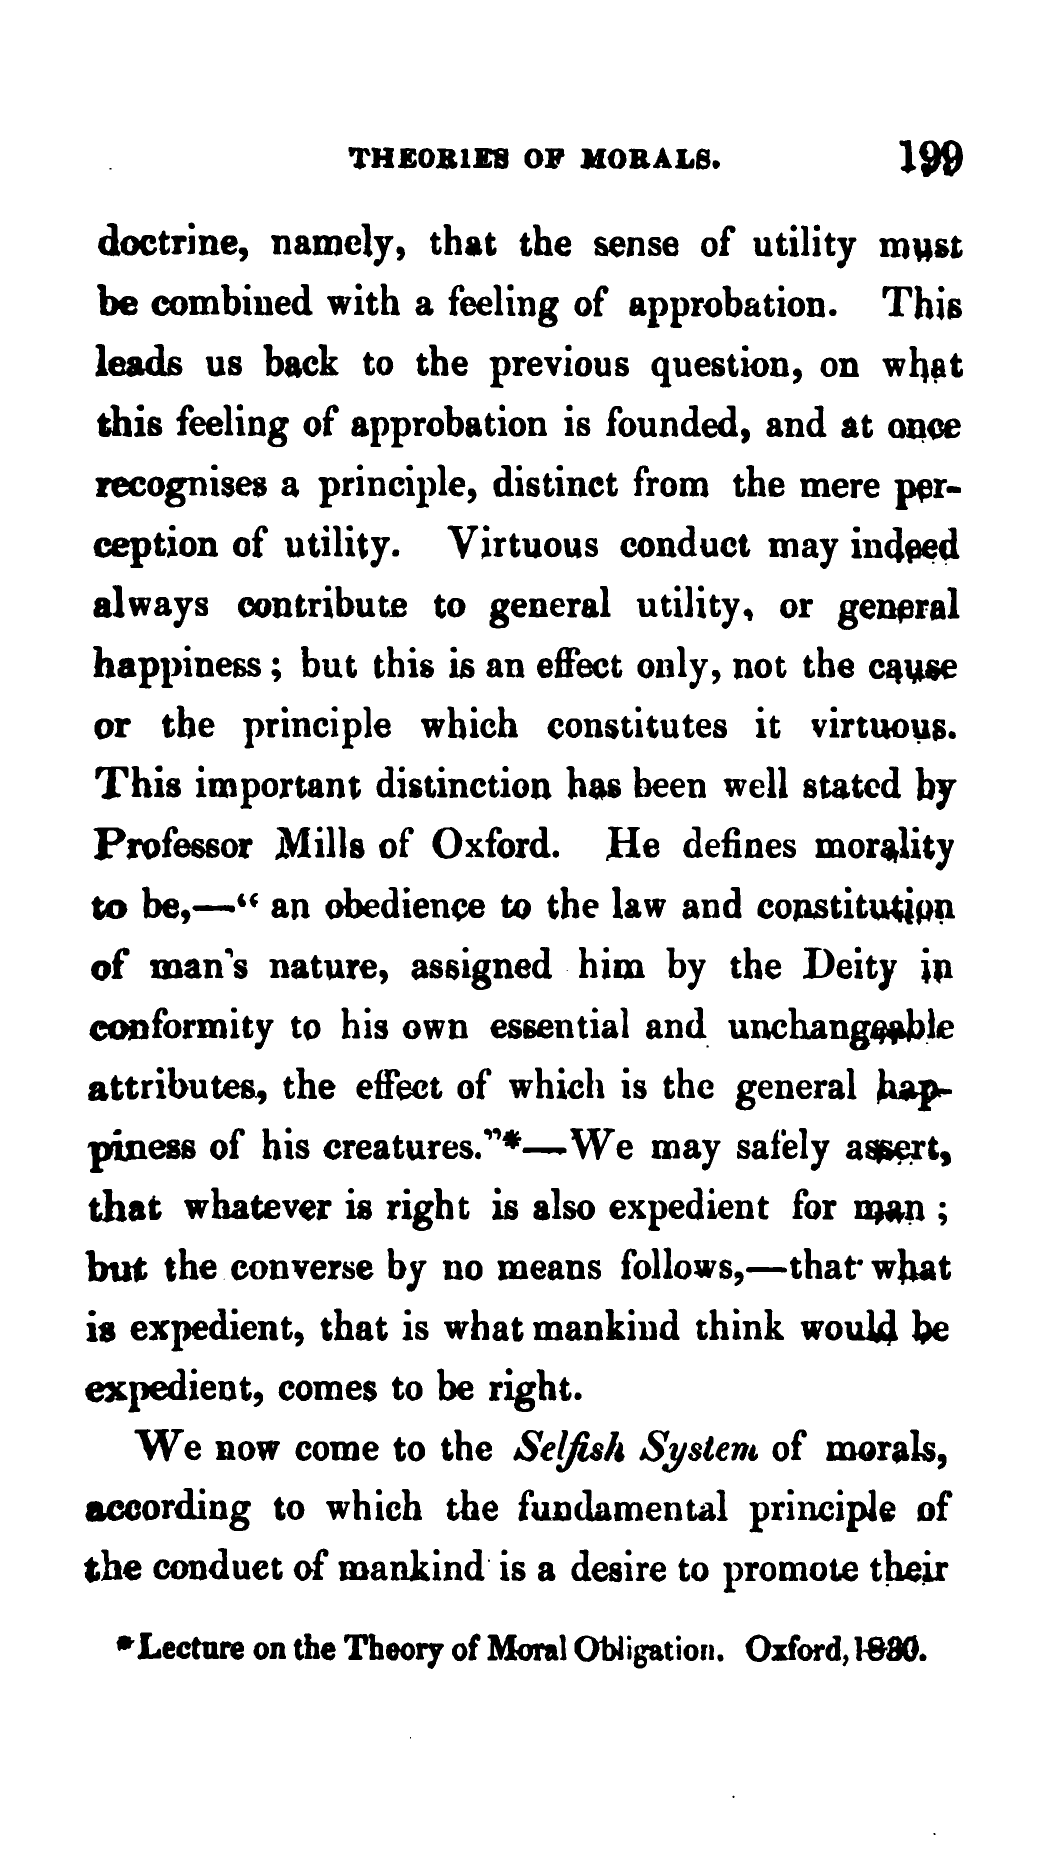 THEORIES OF MORALS. 199
doctrine, namely, that the sense of utility must
be combined with a feeling of approbation. This
leads us back to the previous question, on what
this feeling of approbation is founded, and at once
recognises a principle, distinct from the mere per-
ception of utility. Virtuous conduct may indeed
always contribute to general utility, or general
happiness; but this is an effect only, not the cause
or the principle which constitutes it virtuous.
This important distinction has been well stated by
Professor Mills of Oxford. He defines morality
to be,—“ an obedience to the law and constitution
of man's nature, assigned him by the Deity in
conformity to his own essential and unchangeable
attributes, the effect of which is the general hap-
piness of his creatures.”*—We may safely assert,
that whatever is right is also expedient for man;
but the converse by no means follows,—that what
is expedient, that is what mankind think would be
expedient, comes to be right.
We now come to the Selfish System of morals,
according to which the fundamental principle of
the conduct of mankind is a desire to promote their
* Lecture on the Theory of Moral Obligation. Oxford, 1830.